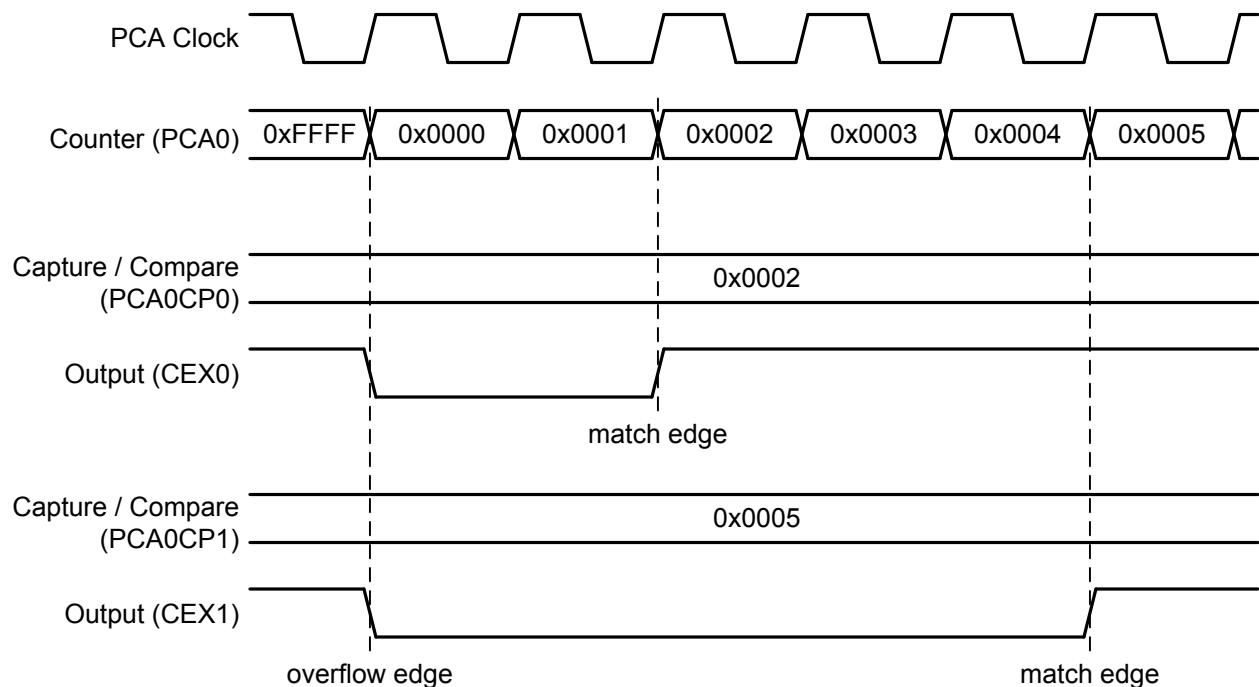 PCA Clock
Counter (PCA0) 0xFFFF 0x0000 0x0001 0x0002 0x0003 0x0004 0x0005
Capture / Compare
(PCA0CP0)
0x0002
Output (CEX0)
match edge
Capture / Compare
(PCA0CP1)
0x0005
Output (CEX1)
overflow edge match edge